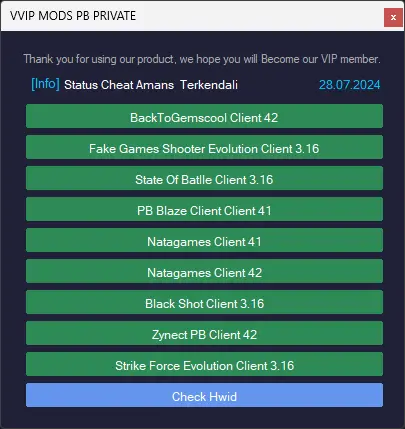 VVIP MODS PB PRIVATE
x
Thank you for using our product, we hope you will Become our VIP member.
[Info] Status Cheat Amans Terkendali 28.07.2024
BackToGemscool Client 42
Fake Games Shooter Evolution Client 3.16
State Of Batlle Client 3.16
PB Blaze Client Client 41
Natagames Client 41
Natagames Client 42
Black Shot Client 3.16
Zynect PB Client 42
Strike Force Evolution Client 3.16
Check Hwid